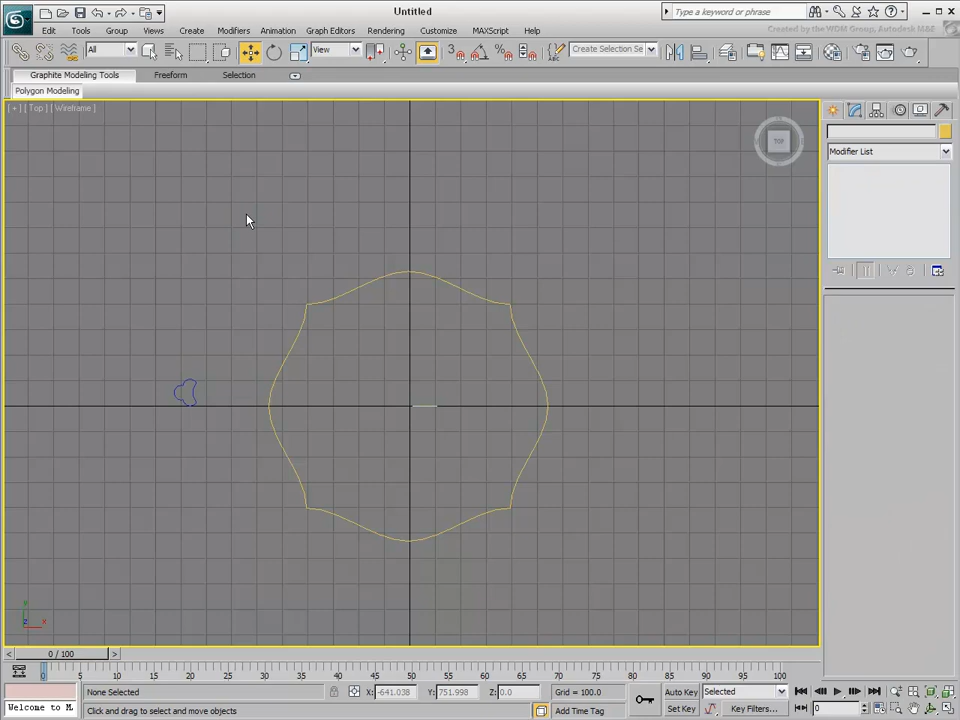 Untitled
Type a keyword or phrase
Edit Tools Group Views Create Modifiers Animation Graph Editors Rendering Customize MAXScript Help
Created by the WDM Group, Autodesk M&E
All View Create Selection Se
Graphite Modeling Tools Freeform Selection
Polygon Modeling
[ + ] [ Top ] [ Wireframe ]
TOP
Modifier List
0 / 100
0 5 10 15 20 25 30 35 40 45 50 55 60 65 70 75 80 85 90 95 100
None Selected X: -641.038 Y: 751.998 Z: 0.0 Grid = 100.0 Auto Key Selected
Welcome to M Click and drag to select and move objects Add Time Tag Set Key Key Filters... 0